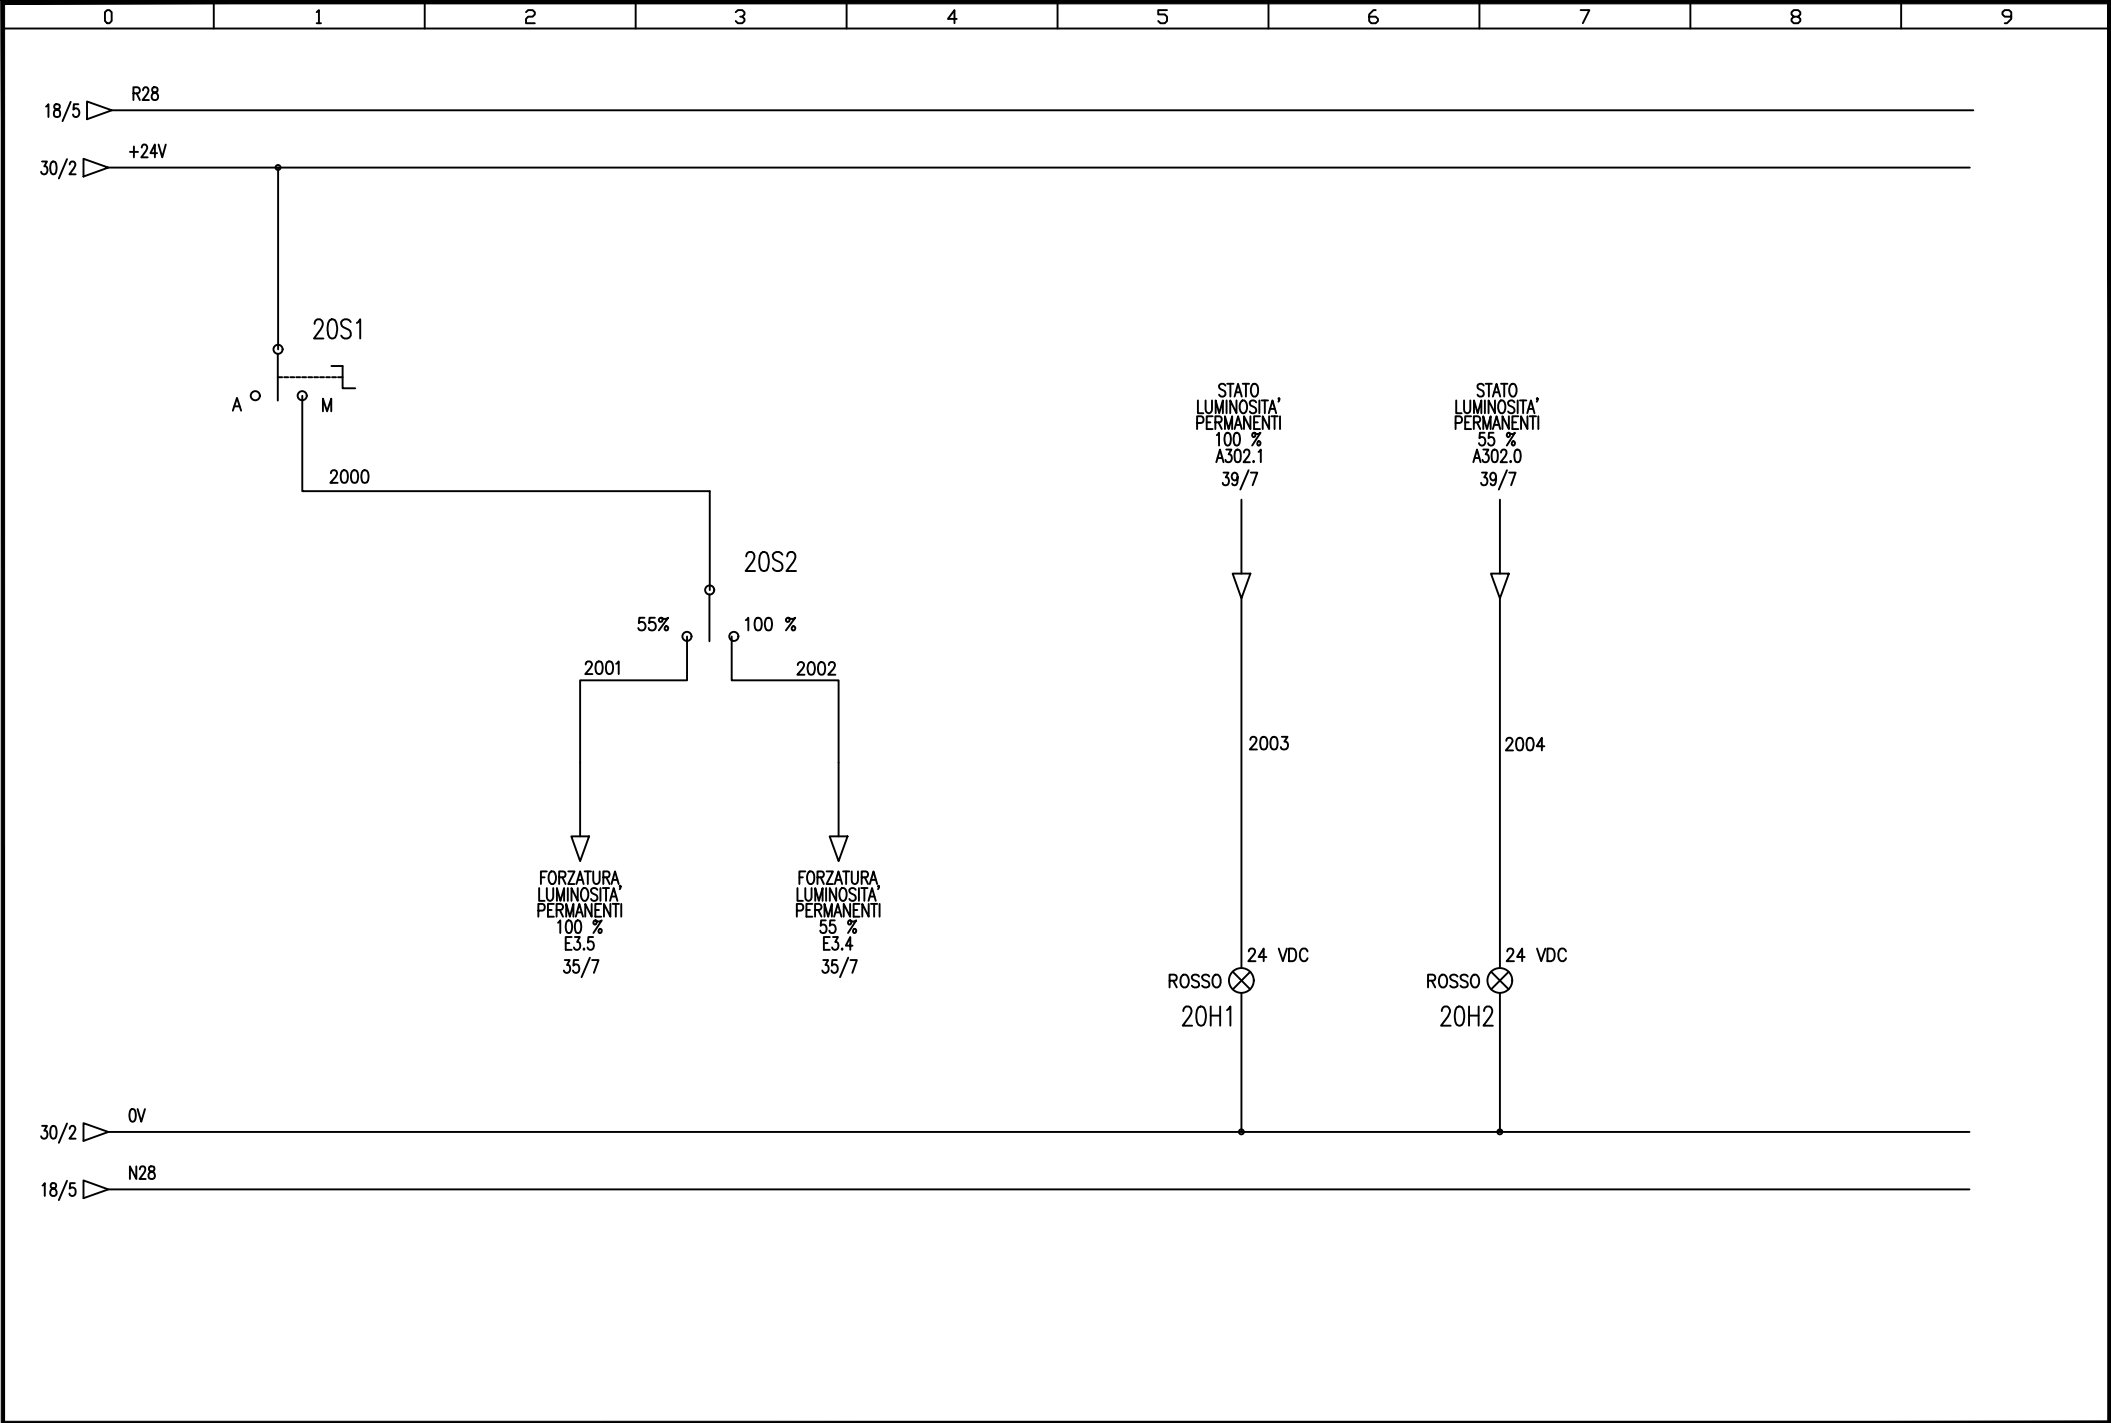 0 1 2 3 4 5 6 7 8 9
R28
18/5
+24V
30/2
20S1
A M
2000
20S2
55% 100 %
2001 2002
FORZATURA
LUMINOSITA'
PERMANENTI
100 %
E3.5
35/7
FORZATURA
LUMINOSITA'
PERMANENTI
55 %
E3.4
35/7
STATO
LUMINOSITA'
PERMANENTI
100 %
A302.1
39/7
2003
24 VDC
ROSSO
20H1
STATO
LUMINOSITA'
PERMANENTI
55 %
A302.0
39/7
2004
24 VDC
ROSSO
20H2
0V
30/2
N28
18/5